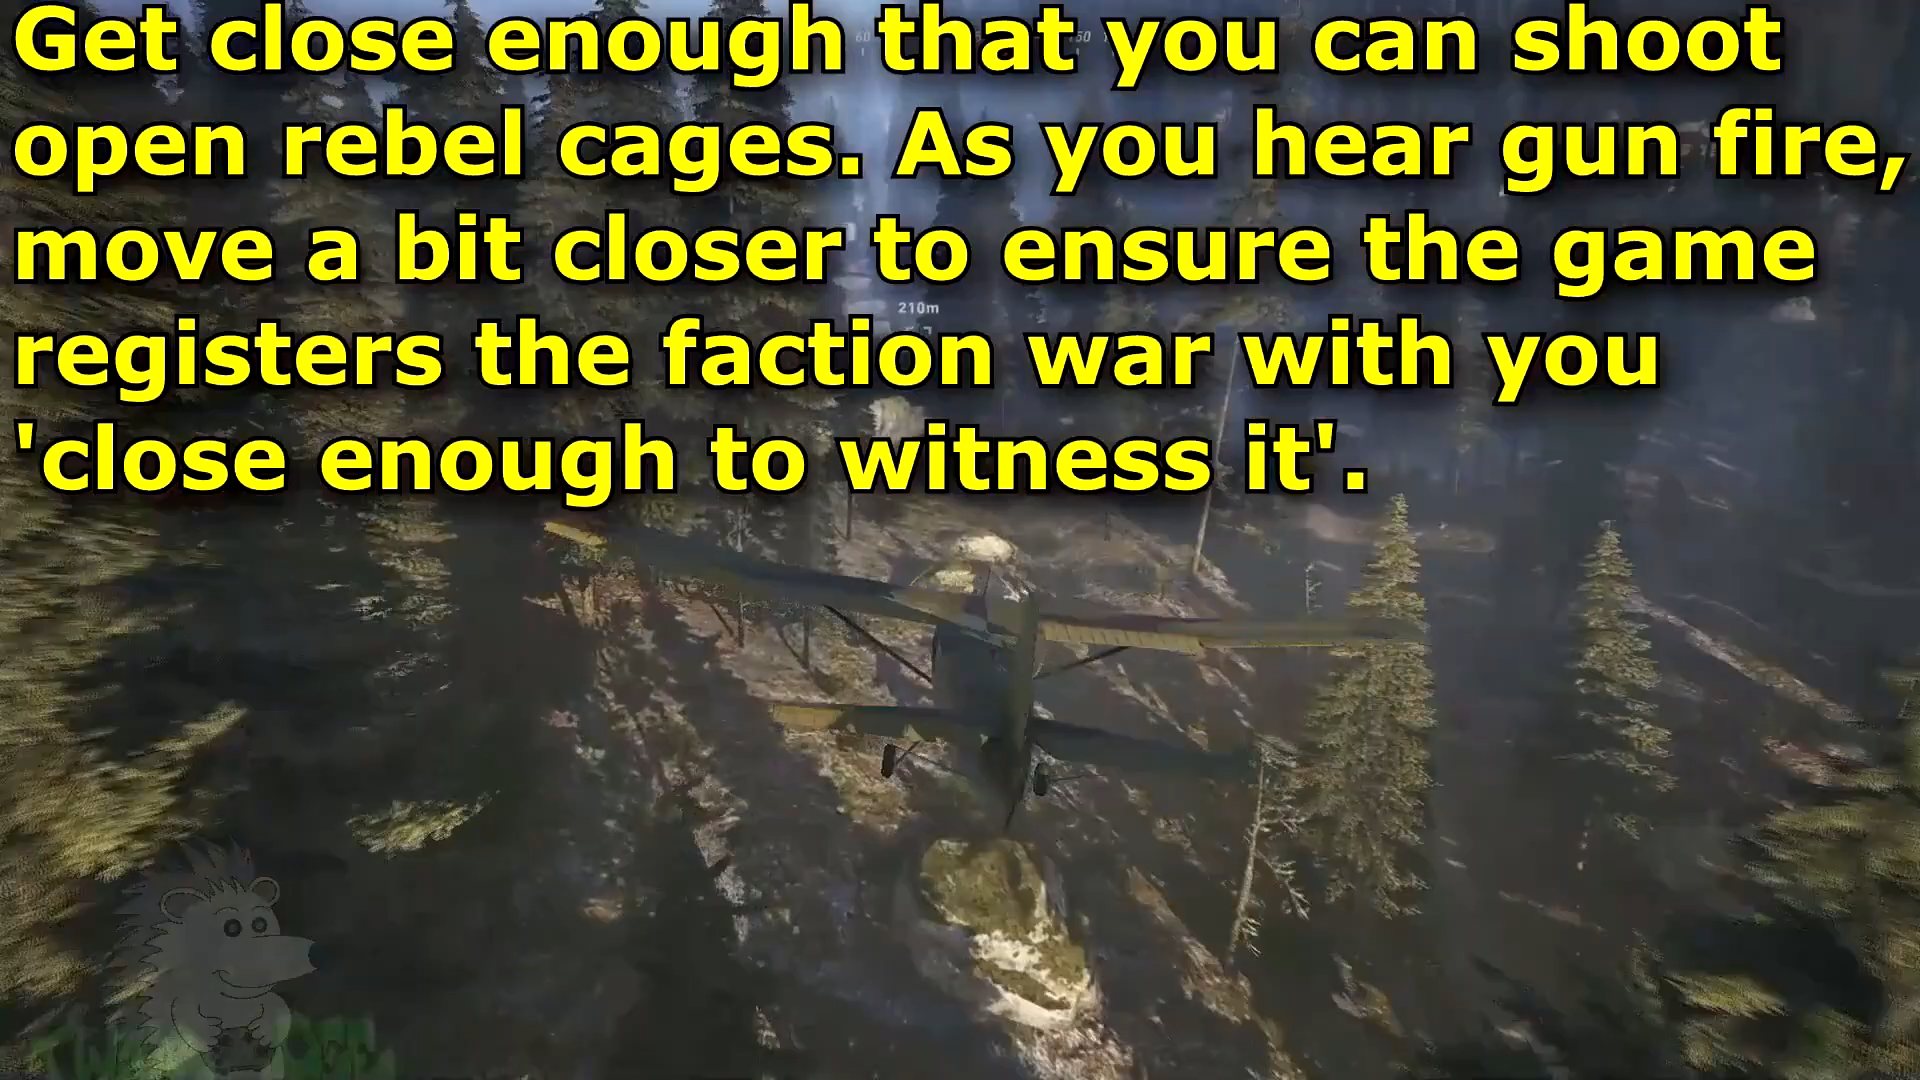 Get close enough that you can shoot
open rebel cages. As you hear gun fire,
move a bit closer to ensure the game
registers the faction war with you
'close enough to witness it'.
210m